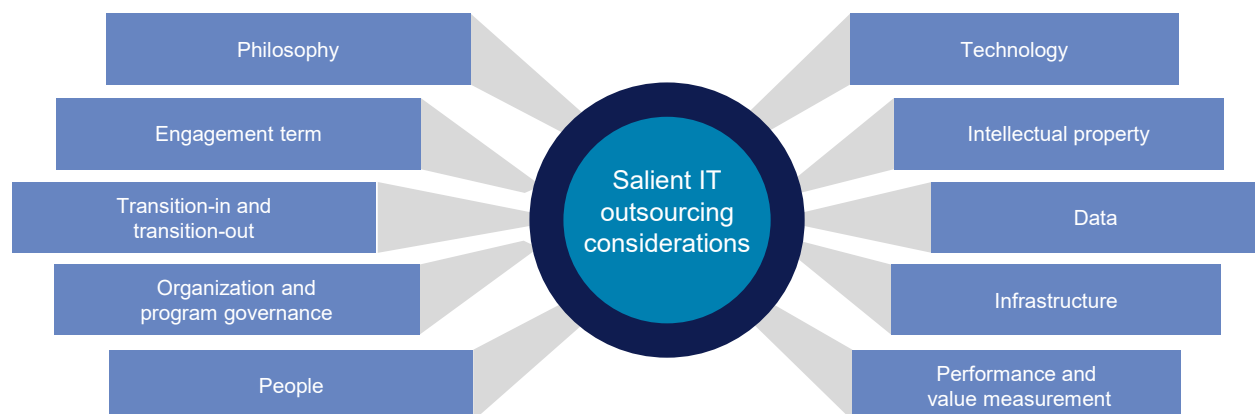 Philosophy
Engagement term
Transition-in and
transition-out
Organization and
program governance
People
Salient IT
outsourcing
considerations
Technology
Intellectual property
Data
Infrastructure
Performance and
value measurement